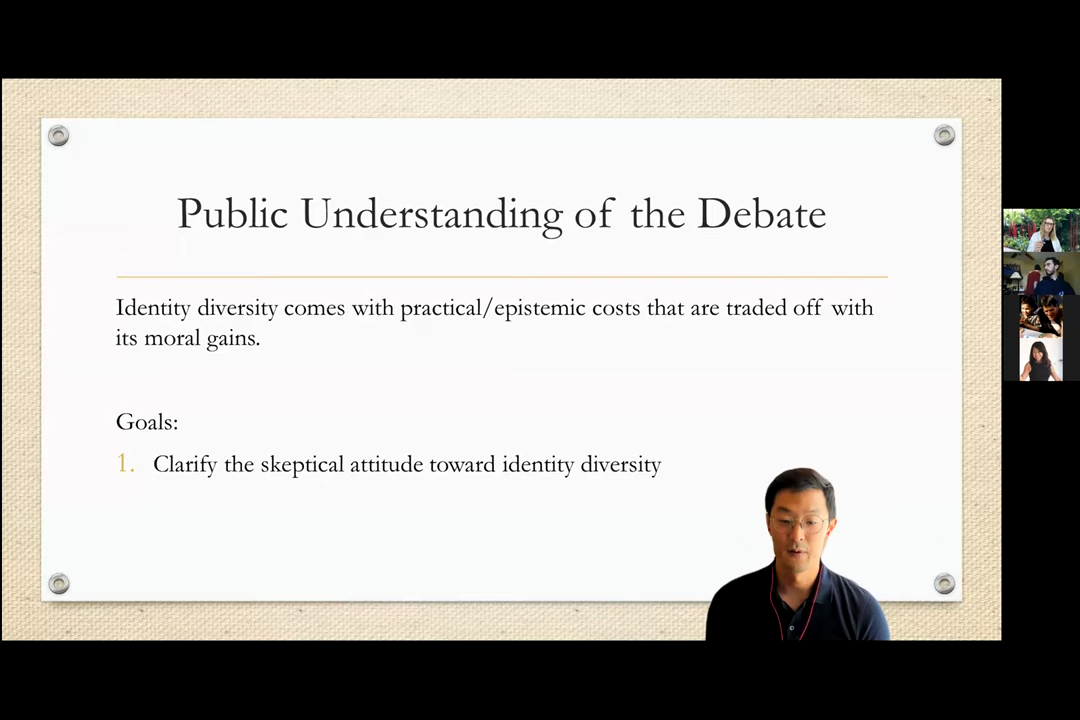 Public Understanding of the Debate
Identity diversity comes with practical/epistemic costs that are traded off with
its moral gains.
Goals:
1. Clarify the skeptical attitude toward identity diversity